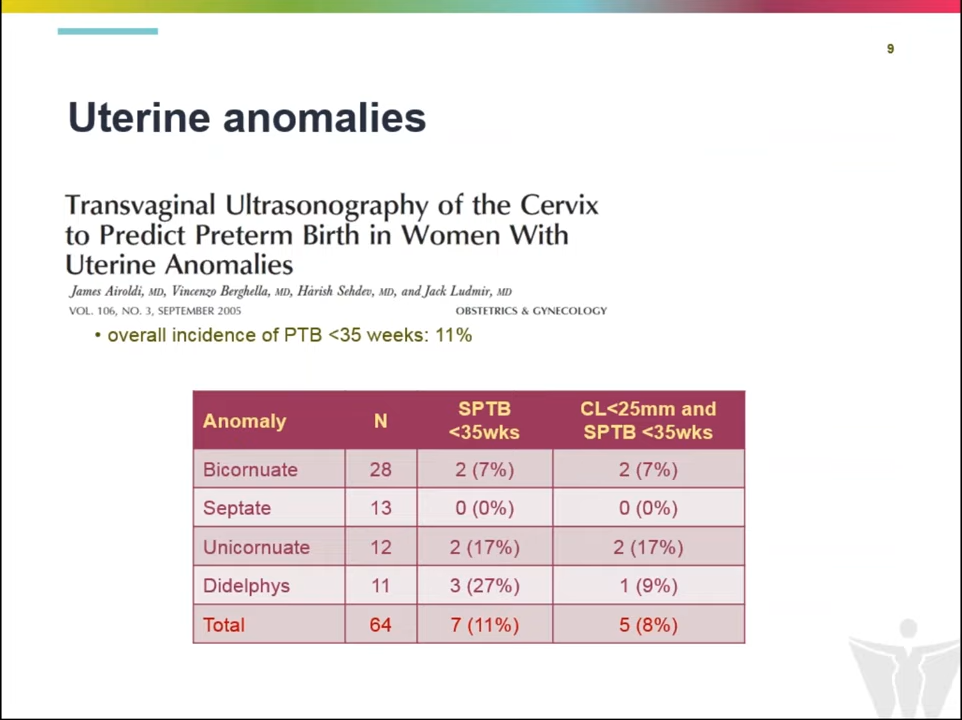 9
Uterine anomalies
Transvaginal Ultrasonography of the Cervix
to Predict Preterm Birth in Women With
Uterine Anomalies
James Airoldi, MD, Vincenzo Berghella, MD, Harish Sehdev, MD, and Jack Ludmir, MD
VOL. 106, NO. 3, SEPTEMBER 2005 OBSTETRICS & GYNECOLOGY
• overall incidence of PTB <35 weeks: 11%
Anomaly N SPTB <35wks CL<25mm and SPTB <35wks
Bicornuate 28 2 (7%) 2 (7%)
Septate 13 0 (0%) 0 (0%)
Unicornuate 12 2 (17%) 2 (17%)
Didelphys 11 3 (27%) 1 (9%)
Total 64 7 (11%) 5 (8%)